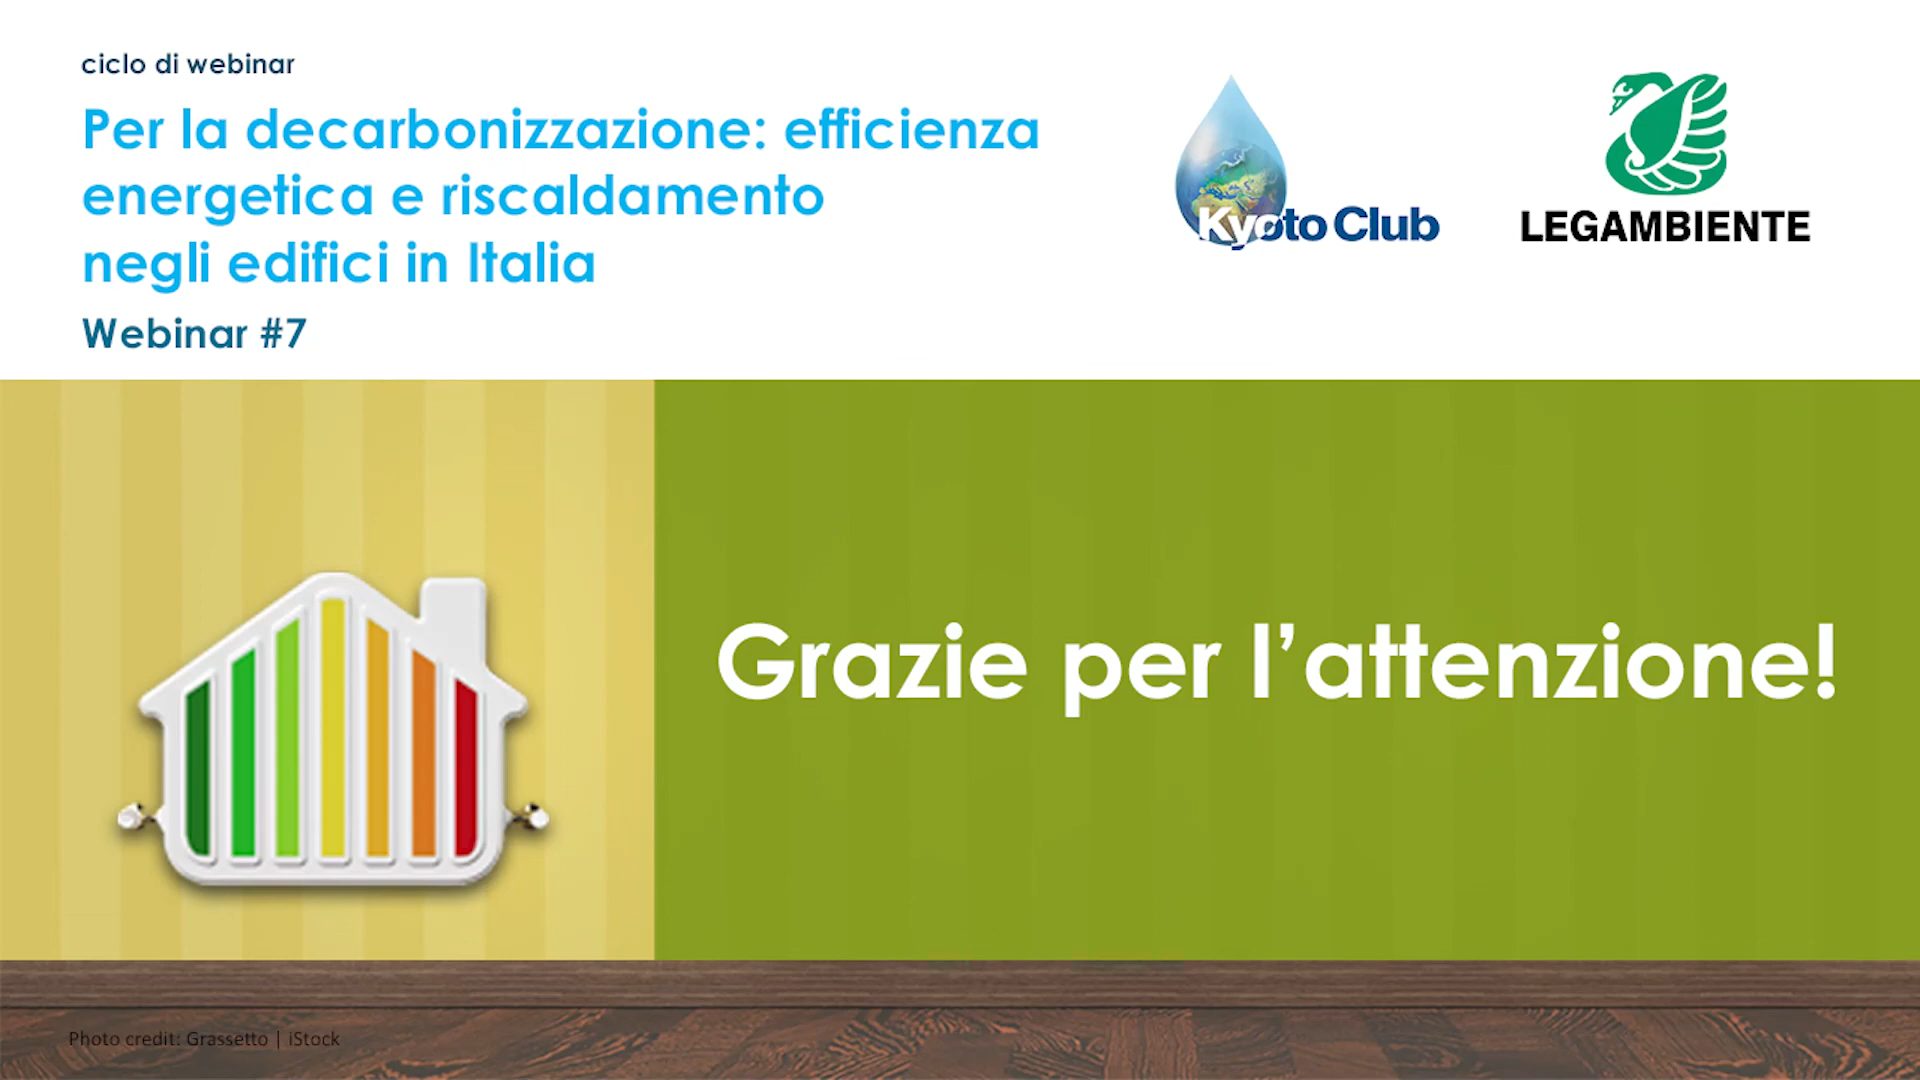 ciclo di webinar
Per la decarbonizzazione: efficienza
energetica e riscaldamento
negli edifici in Italia
Webinar #7
Kyoto Club
LEGAMBIENTE
Grazie per l’attenzione!
Photo credit: Grassetto | iStock